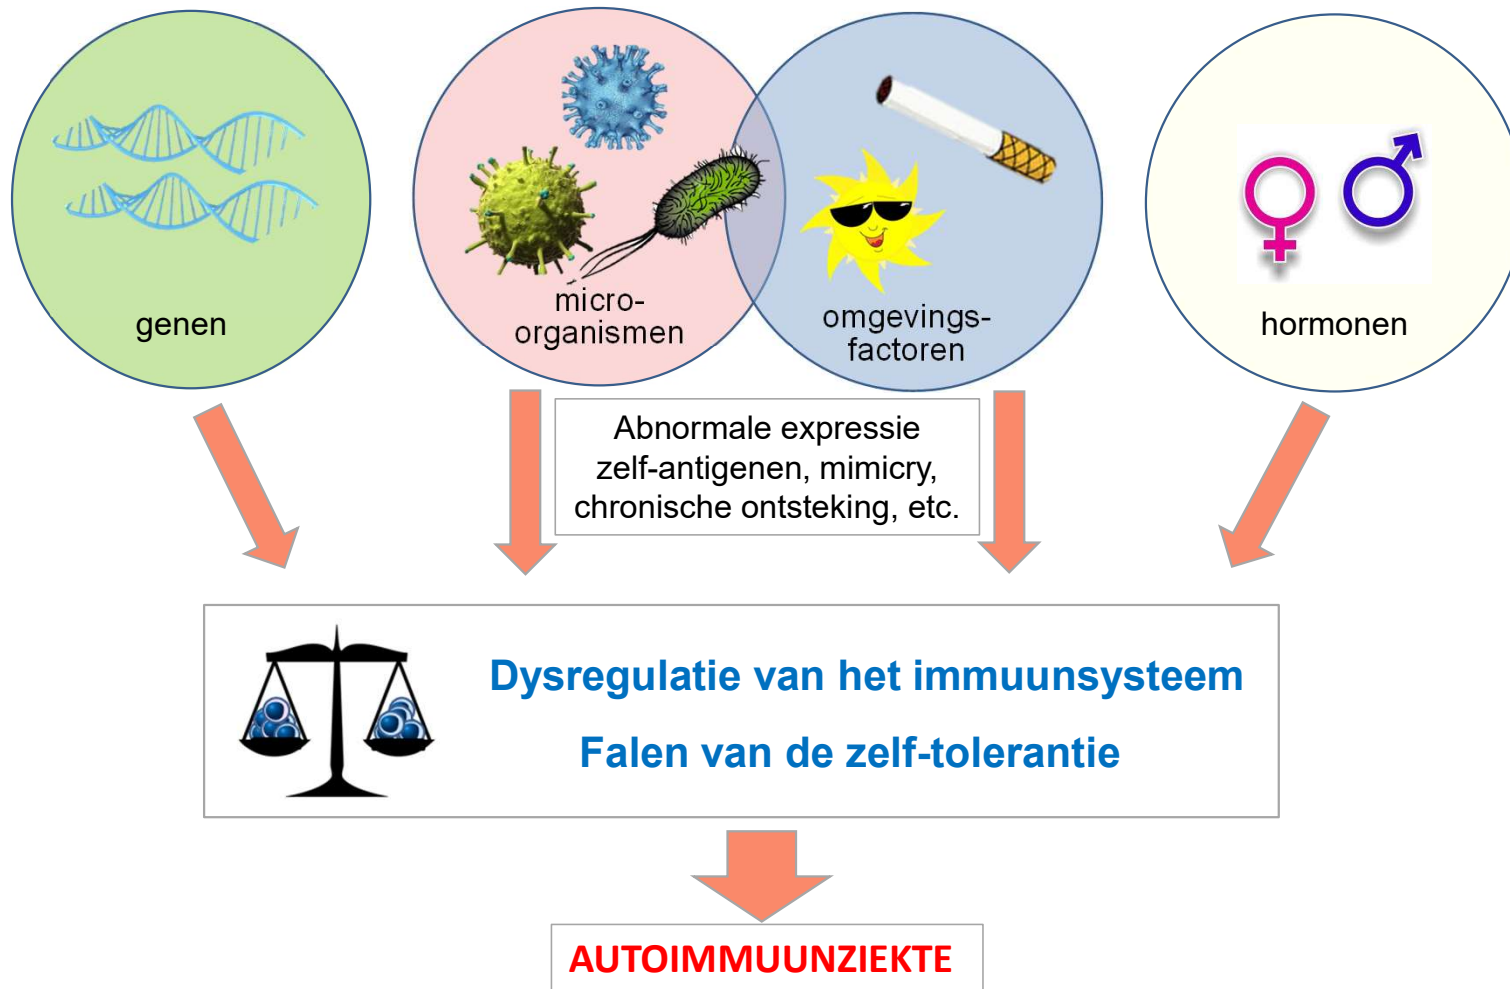 genen
micro-
organismen
omgevings-
factoren
hormonen
Abnormale expressie
zelf-antigenen, mimicry,
chronische ontsteking, etc.
Dysregulatie van het immuunsysteem
Falen van de zelf-tolerantie
AUTOIMMUUNZIEKTE